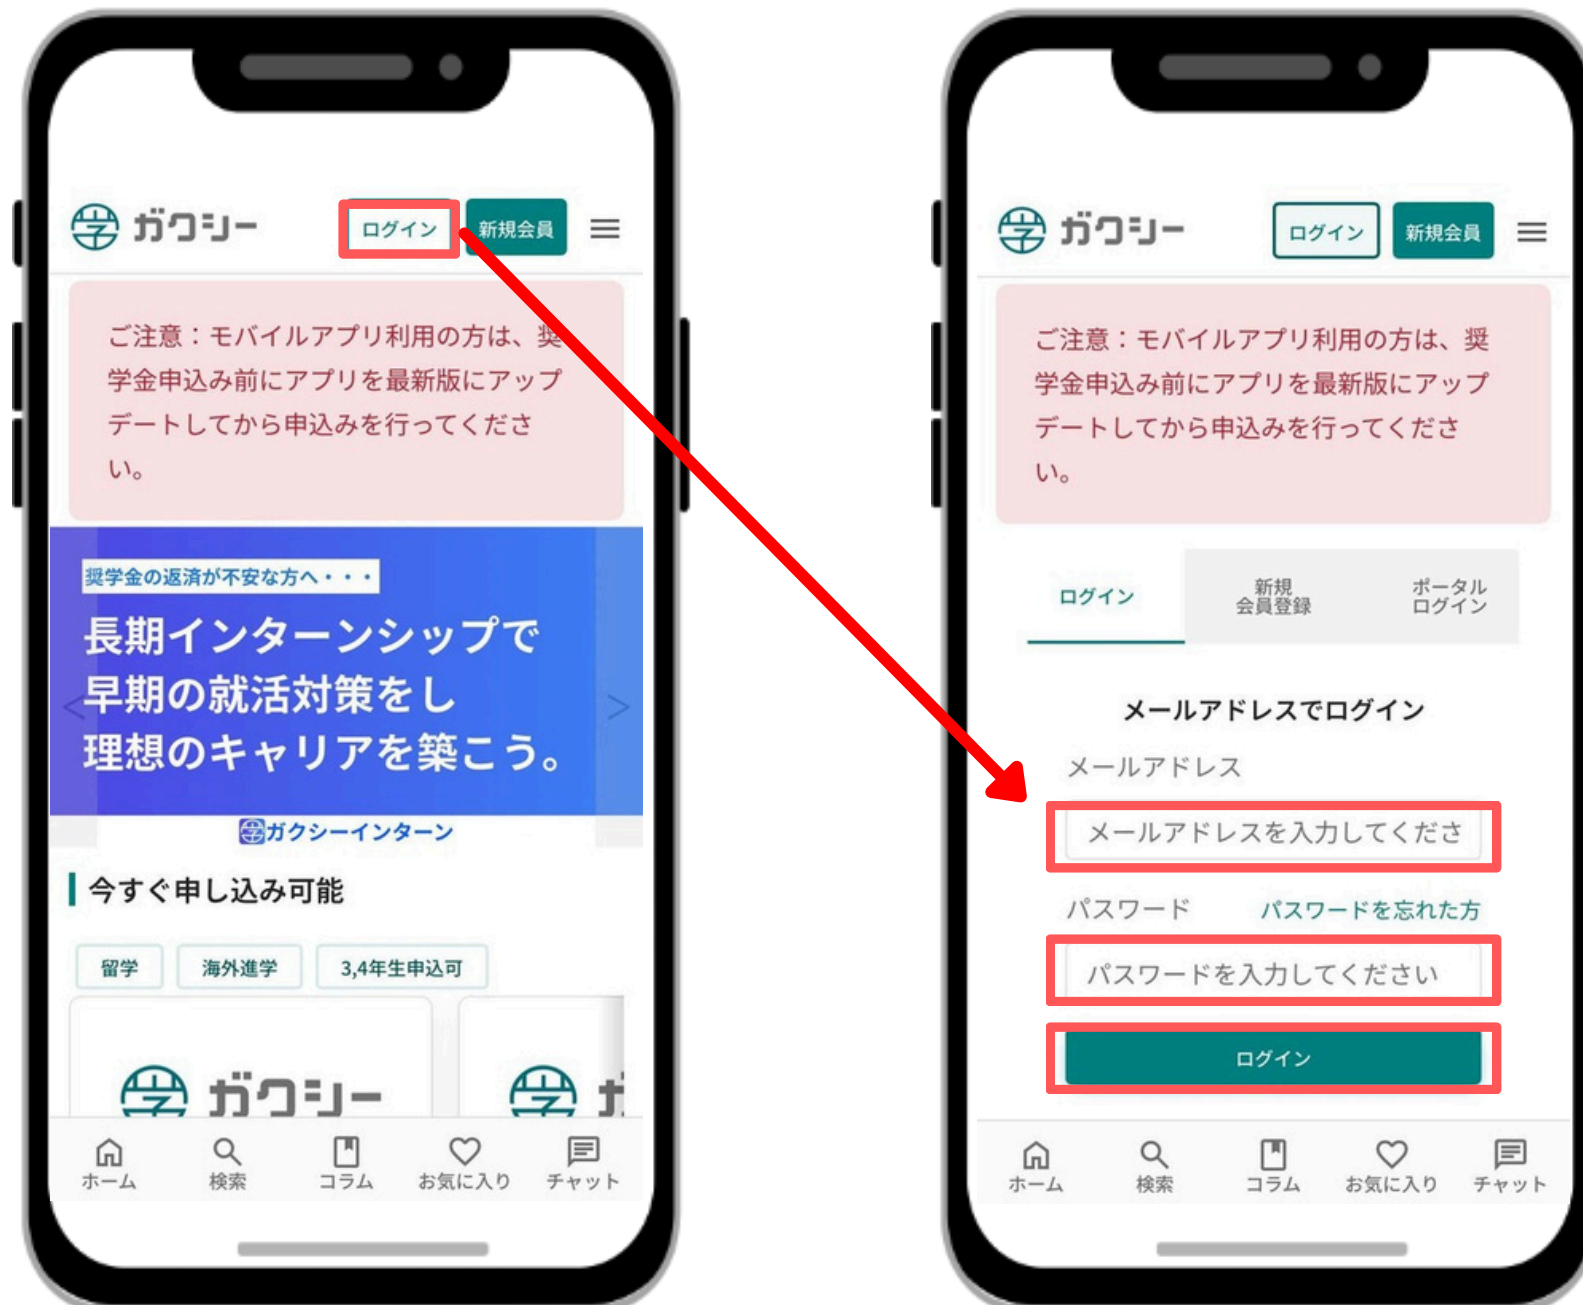 ガクシー
ログイン
新規会員
ご注意：モバイルアプリ利用の方は、奨
学金申込み前にアプリを最新版にアップ
デートしてから申込みを行ってくださ
い。
奨学金の返済が不安な方へ・・・
長期インターンシップで
早期の就活対策をし
理想のキャリアを築こう。
ガクシーインターン
今すぐ申し込み可能
留学
海外進学
3,4年生申込可
ガクシー
ガ
ホーム
検索
コラム
お気に入り
チャット
ガクシー
ログイン
新規会員
ご注意：モバイルアプリ利用の方は、奨
学金申込み前にアプリを最新版にアップ
デートしてから申込みを行ってくださ
い。
ログイン
新規
会員登録
ポータル
ログイン
メールアドレスでログイン
メールアドレス
メールアドレスを入力してくださ
パスワード
パスワードを忘れた方
パスワードを入力してください
ログイン
ホーム
検索
コラム
お気に入り
チャット